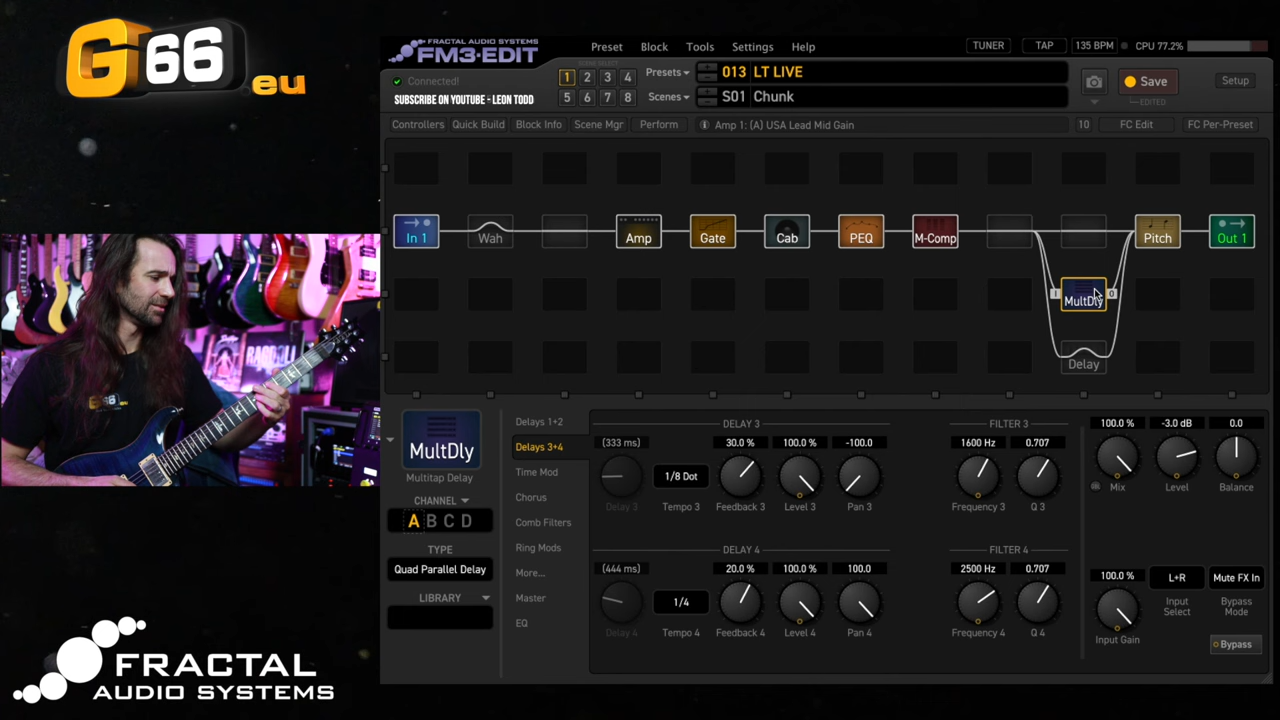 G66
.eu
FRACTAL AUDIO SYSTEMS
FM3-EDIT
Preset Block Tools Settings Help
TUNER TAP 135 BPM CPU 77.2%
Connected!
SUBSCRIBE ON YOUTUBE - LEON TODD
SCENE SELECT
1 2 3 4
5 6 7 8
Presets 013 LT LIVE
Scenes S01 Chunk
Save
EDITED
Setup
Controllers Quick Build Block Info Scene Mgr Perform Amp 1: (A) USA Lead Mid Gain 10 FC Edit FC Per-Preset
In 1 Wah Amp Gate Cab PEQ M-Comp Pitch Out 1
I MultDly O
Delay
RAGDOLL
G66
MultDly
Multitap Delay
CHANNEL
A B C D
TYPE
Quad Parallel Delay
LIBRARY
Delays 1+2
Delays 3+4
Time Mod
Chorus
Comb Filters
Ring Mods
More...
Master
EQ
DELAY 3 FILTER 3
(333 ms) 30.0 % 100.0 % -100.0 1600 Hz 0.707
1/8 Dot
Delay 3 Tempo 3 Feedback 3 Level 3 Pan 3 Frequency 3 Q 3
DELAY 4 FILTER 4
(444 ms) 20.0 % 100.0 % 100.0 2500 Hz 0.707
1/4
Delay 4 Tempo 4 Feedback 4 Level 4 Pan 4 Frequency 4 Q 4
100.0 % -3.0 dB 0.0
Mix Level Balance
100.0 % L+R Mute FX In
Input Gain Input Select Bypass Mode
Bypass
FRACTAL
AUDIO SYSTEMS